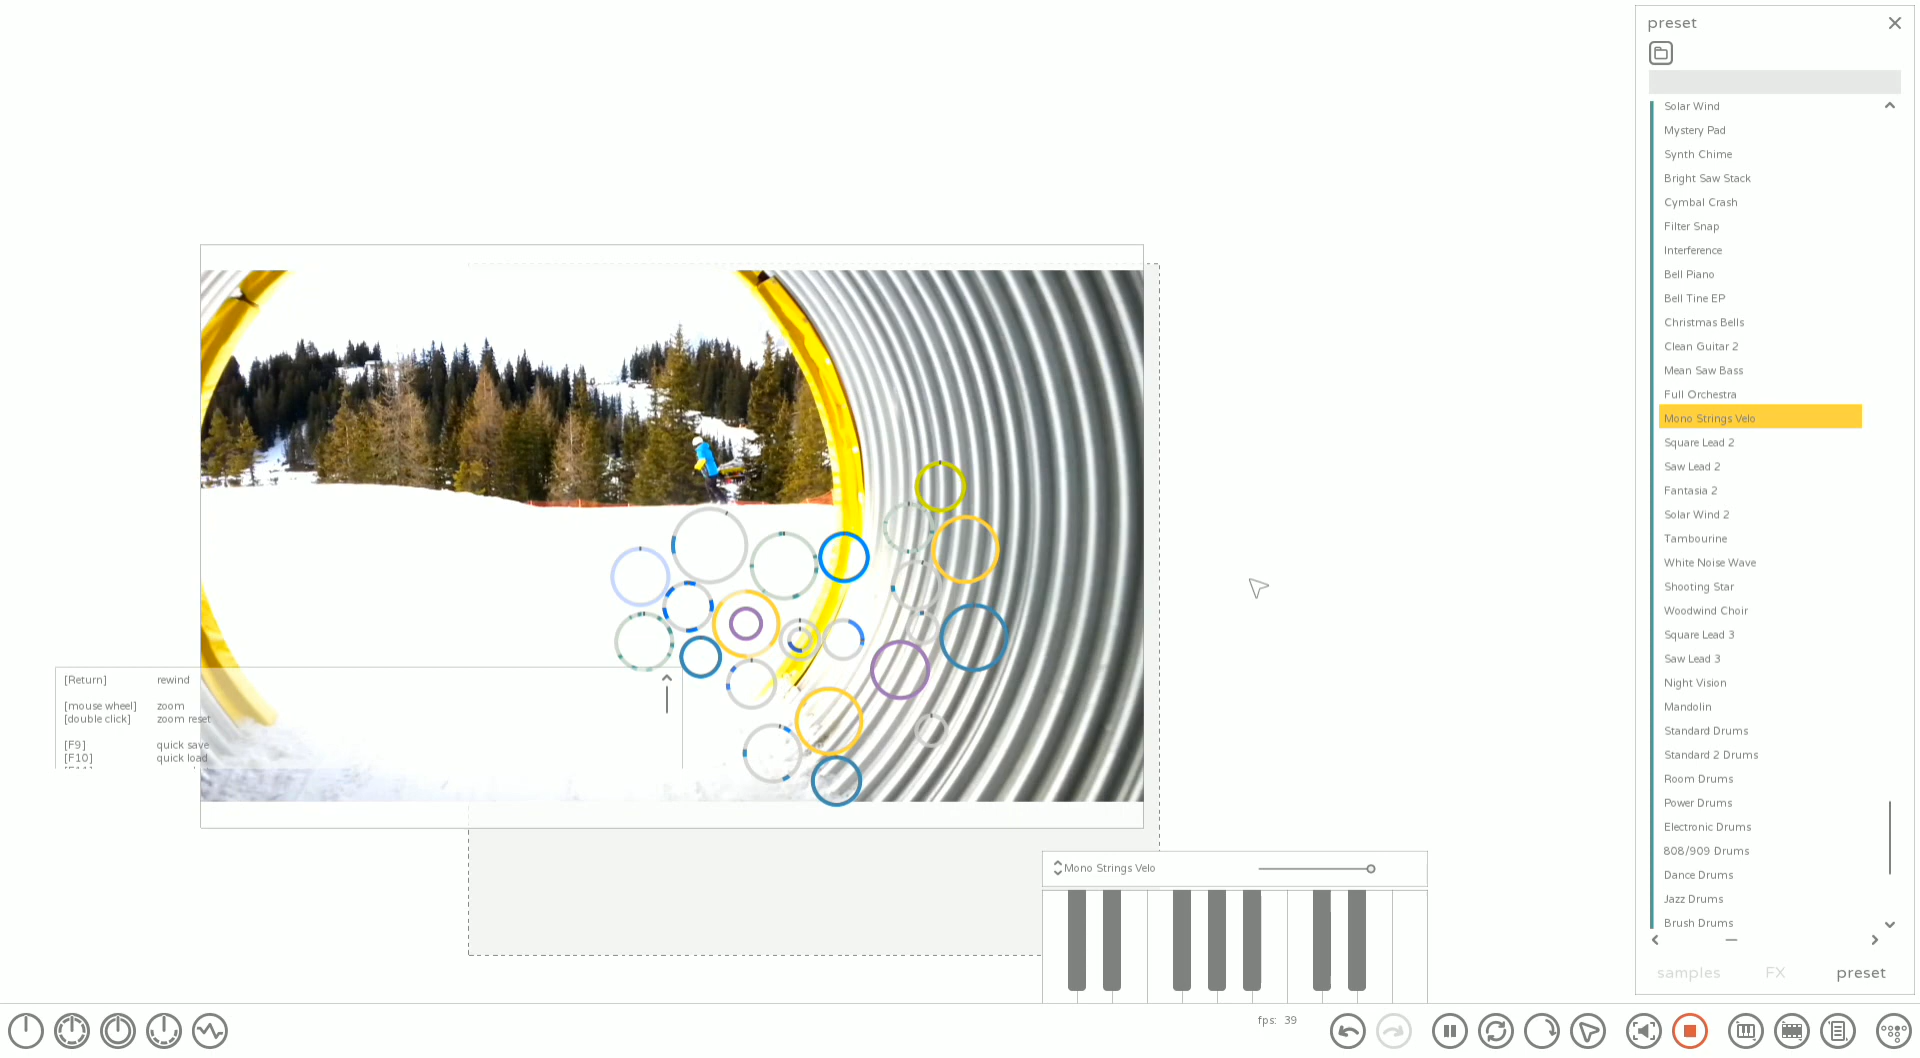 preset
Solar Wind
Mystery Pad
Synth Chime
Bright Saw Stack
Cymbal Crash
Filter Snap
Interference
Bell Piano
Bell Tine EP
Christmas Bells
Clean Guitar 2
Mean Saw Bass
Full Orchestra
Mono Strings Velo
Square Lead 2
Saw Lead 2
Fantasia 2
Solar Wind 2
Tambourine
White Noise Wave
Shooting Star
Woodwind Choir
Square Lead 3
Saw Lead 3
Night Vision
Mandolin
Standard Drums
Standard 2 Drums
Room Drums
Power Drums
Electronic Drums
808/909 Drums
Dance Drums
Jazz Drums
Brush Drums
samples FX preset
[Return] rewind
[mouse wheel] zoom
[double click] zoom reset
[F9] quick save
[F10] quick load
Mono Strings Velo
fps: 39